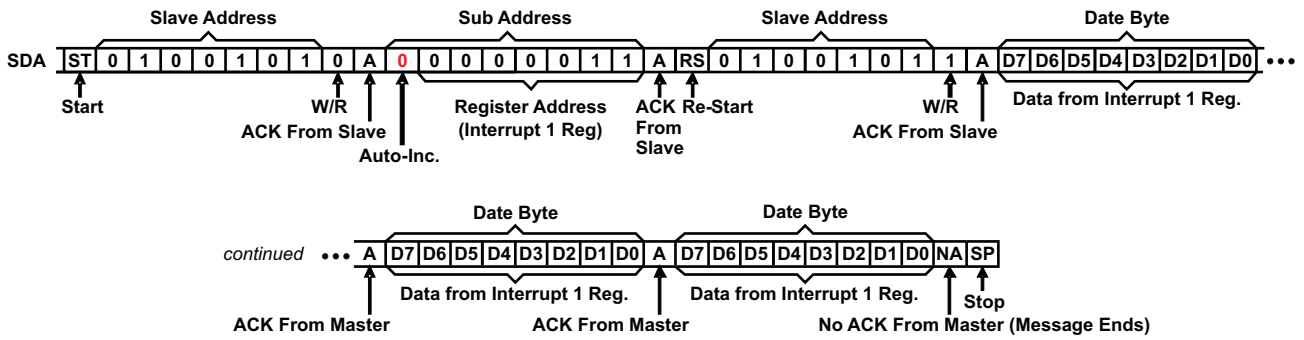 Slave Address Sub Address Slave Address Date Byte
SDA ST 0 1 0 0 1 0 1 0 A 0 0 0 0 0 0 1 1 A RS 0 1 0 0 1 0 1 1 A D7 D6 D5 D4 D3 D2 D1 D0 •••
Start W/R Register Address ACK Re-Start W/R Data from Interrupt 1 Reg.
ACK From Slave (Interrupt 1 Reg) From ACK From Slave
Auto-Inc. Slave
Date Byte Date Byte
continued ••• A D7 D6 D5 D4 D3 D2 D1 D0 A D7 D6 D5 D4 D3 D2 D1 D0 NA SP
Data from Interrupt 1 Reg. Data from Interrupt 1 Reg. Stop
ACK From Master ACK From Master No ACK From Master (Message Ends)